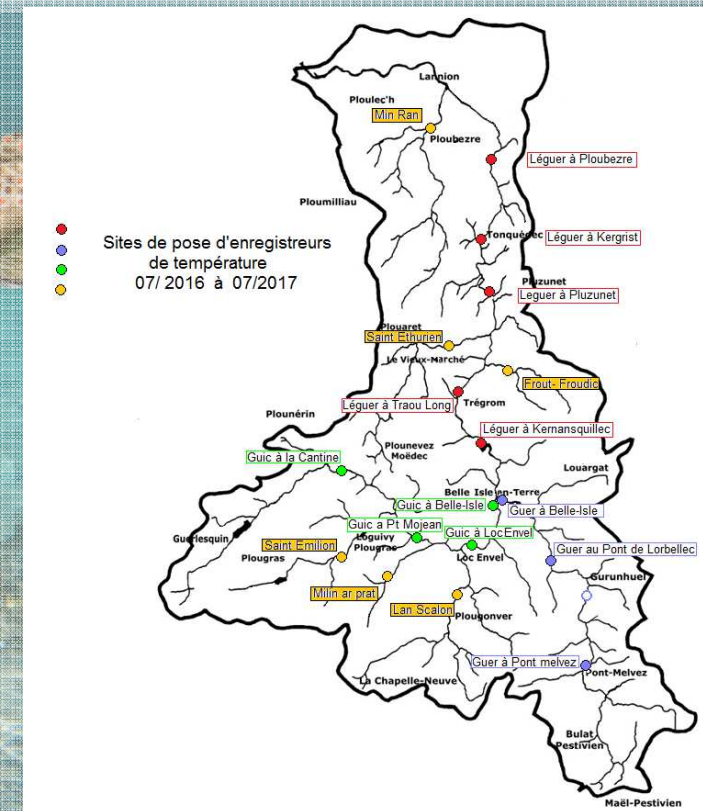 Lannion
Ploulec'h
Min Ran
Ploubezre
Léguer à Ploubezre
Ploumilliau
Sites de pose d'enregistreurs
de température
07/ 2016 à 07/2017
Tonquédec
Léguer à Kergrist
Pluzunet
Leguer à Pluzunet
Plouaret
Saint Ethurien
Le Vieux-Marché
Frout- Froudic
Léguer à Traou Long
Trégrom
Plounérin
Léguer à Kernansquillec
Plounevez
Moëdec
Guic à la Cantine
Louargat
Belle Isle en-Terre
Guic à Belle-Isle
Guer à Belle-Isle
Guic a Pt Mojean
Guic à LocEnvel
Guerlesquin
Loguivy
Plougras
Saint Emilion
Plougras
Loc Envel
Guer au Pont de Lorbellec
Gurunhuel
Milin ar prat
Lan Scalon
Plougonver
Guer à Pont melvez
Pont-Melvez
La Chapelle-Neuve
Bulat
Pestivien
Maël-Pestivien